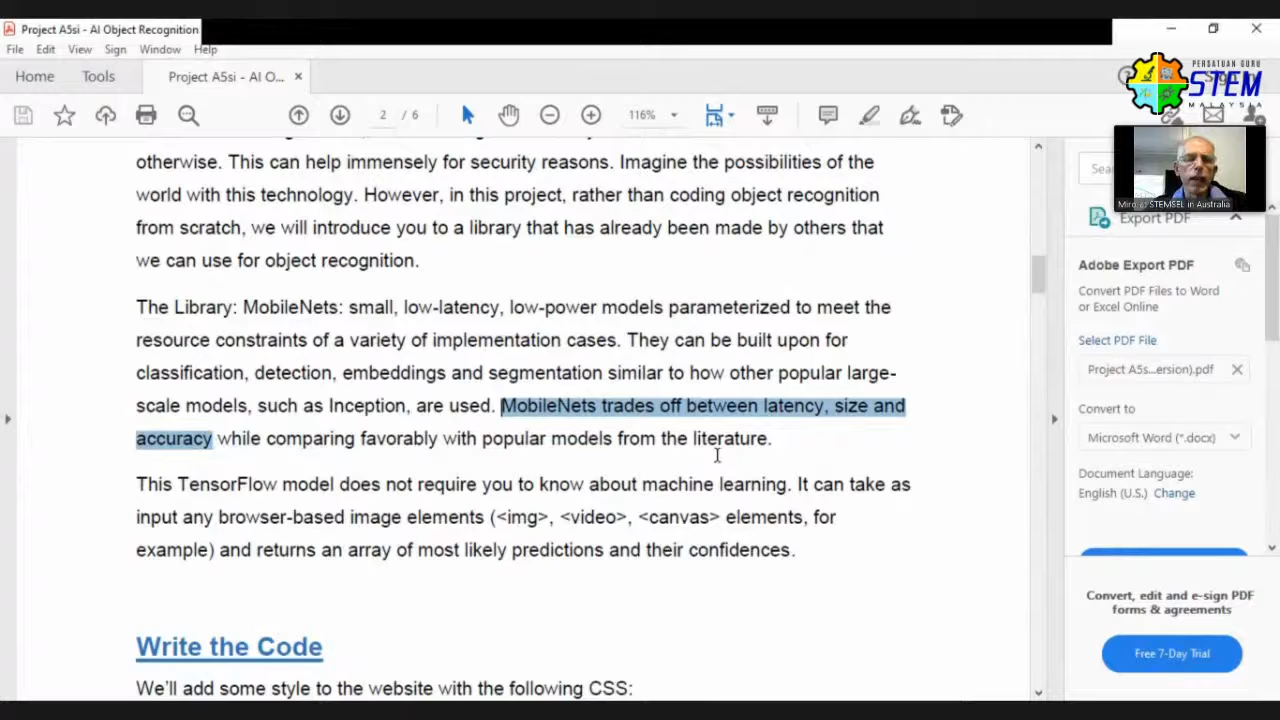 Project A5si - AI Object Recognition
File Edit View Sign Window Help
Home Tools Project A5si - AI O... ×
2 / 6 116%
otherwise. This can help immensely for security reasons. Imagine the possibilities of the
world with this technology. However, in this project, rather than coding object recognition
from scratch, we will introduce you to a library that has already been made by others that
we can use for object recognition.
The Library: MobileNets: small, low-latency, low-power models parameterized to meet the
resource constraints of a variety of implementation cases. They can be built upon for
classification, detection, embeddings and segmentation similar to how other popular large-
scale models, such as Inception, are used. MobileNets trades off between latency, size and
accuracy while comparing favorably with popular models from the literature.
This TensorFlow model does not require you to know about machine learning. It can take as
input any browser-based image elements (<img>, <video>, <canvas> elements, for
example) and returns an array of most likely predictions and their confidences.
Write the Code
We'll add some style to the website with the following CSS:
PERSATUAN GURU
STEM
MALAYSIA
Miro at STEMSEL in Australia
Export PDF
Adobe Export PDF
Convert PDF Files to Word
or Excel Online
Select PDF File
Project A5s...ersion).pdf
Convert to
Microsoft Word (*.docx)
Document Language:
English (U.S.) Change
Convert, edit and e-sign PDF
forms & agreements
Free 7-Day Trial